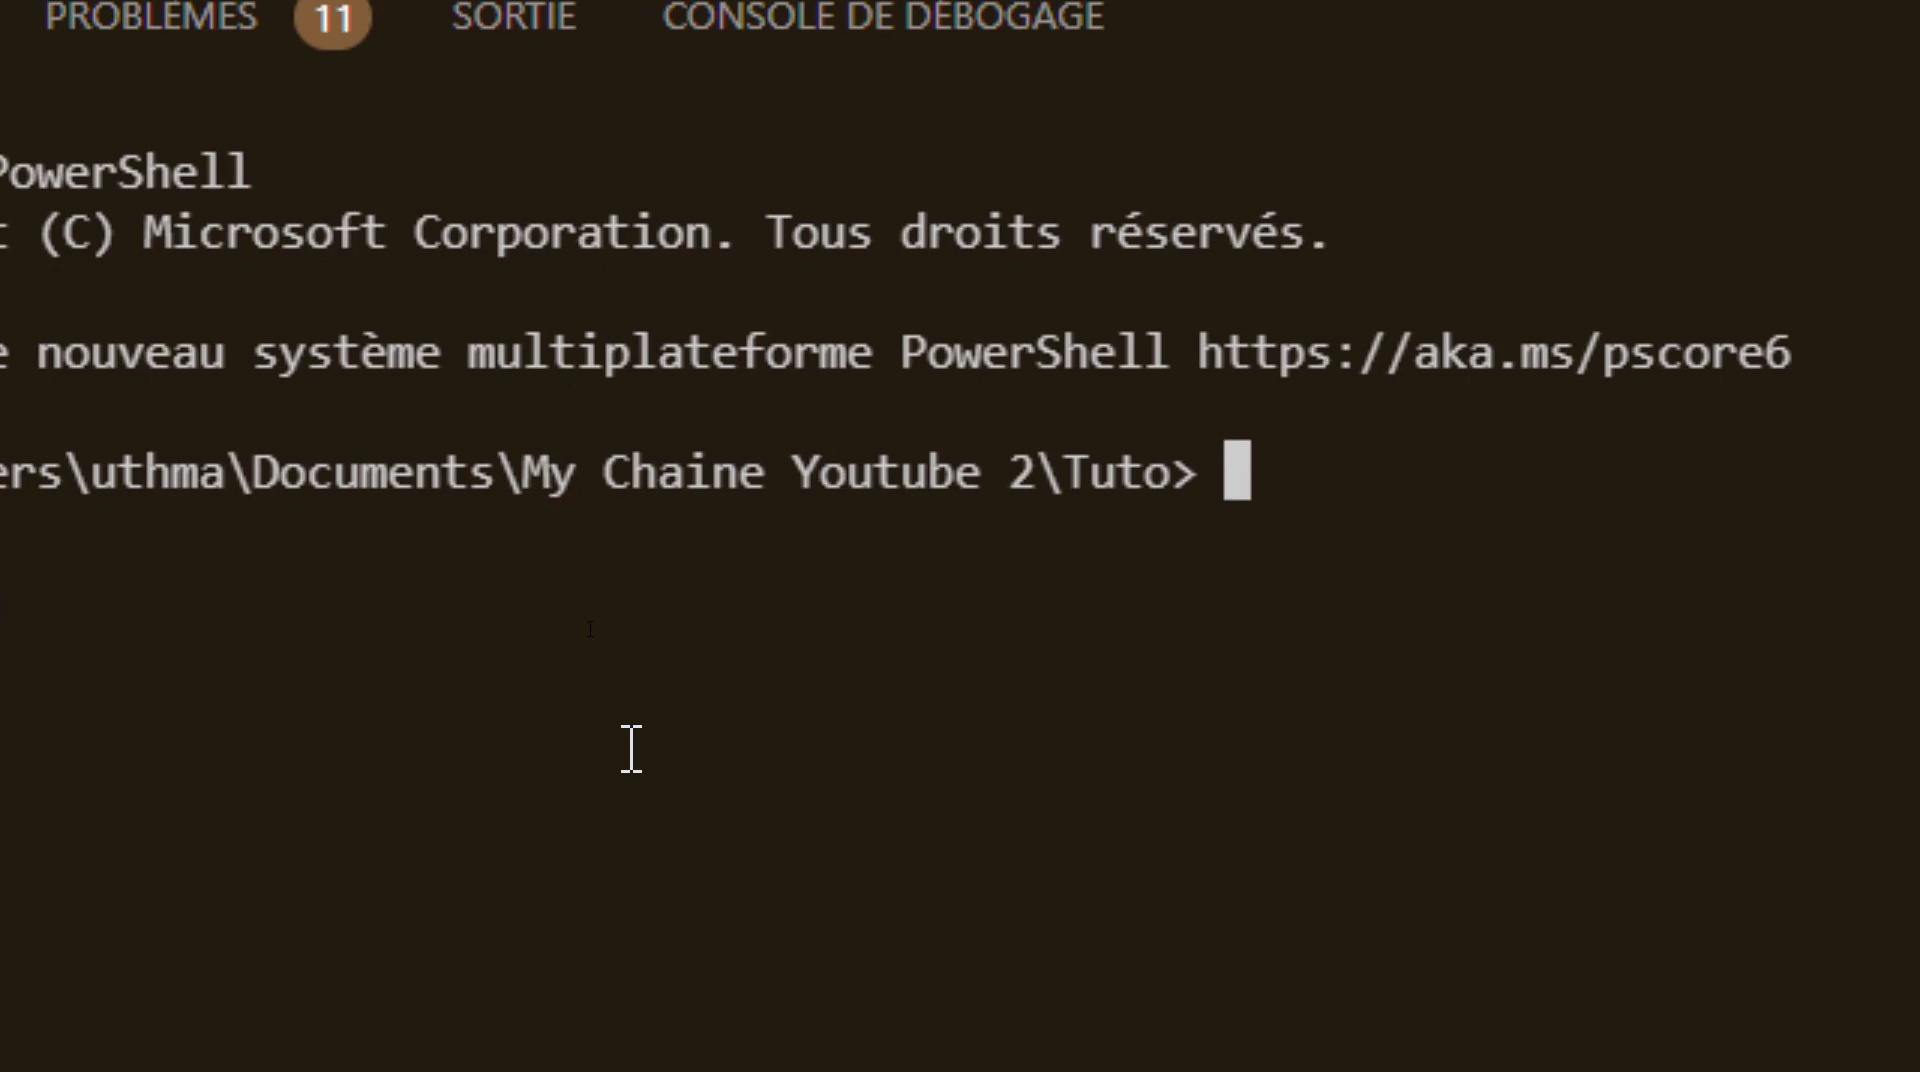 PROBLÈMES 11 SORTIE CONSOLE DE DÉBOGAGE
PowerShell
(C) Microsoft Corporation. Tous droits réservés.
nouveau système multiplateforme PowerShell https://aka.ms/pscore6
ers\uthma\Documents\My Chaine Youtube 2\Tuto>